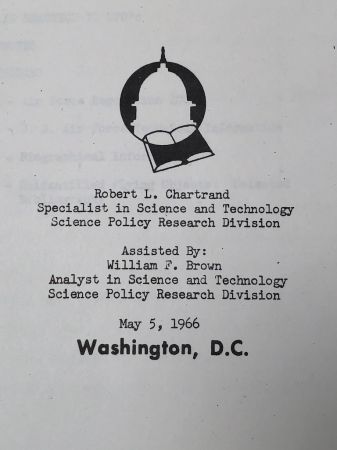 Robert L. Chartrand
Specialist in Science and Technology
Science Policy Research Division
Assisted By:
William F. Brown
Analyst in Science and Technology
Science Policy Research Division
May 5, 1966
Washington, D.C.